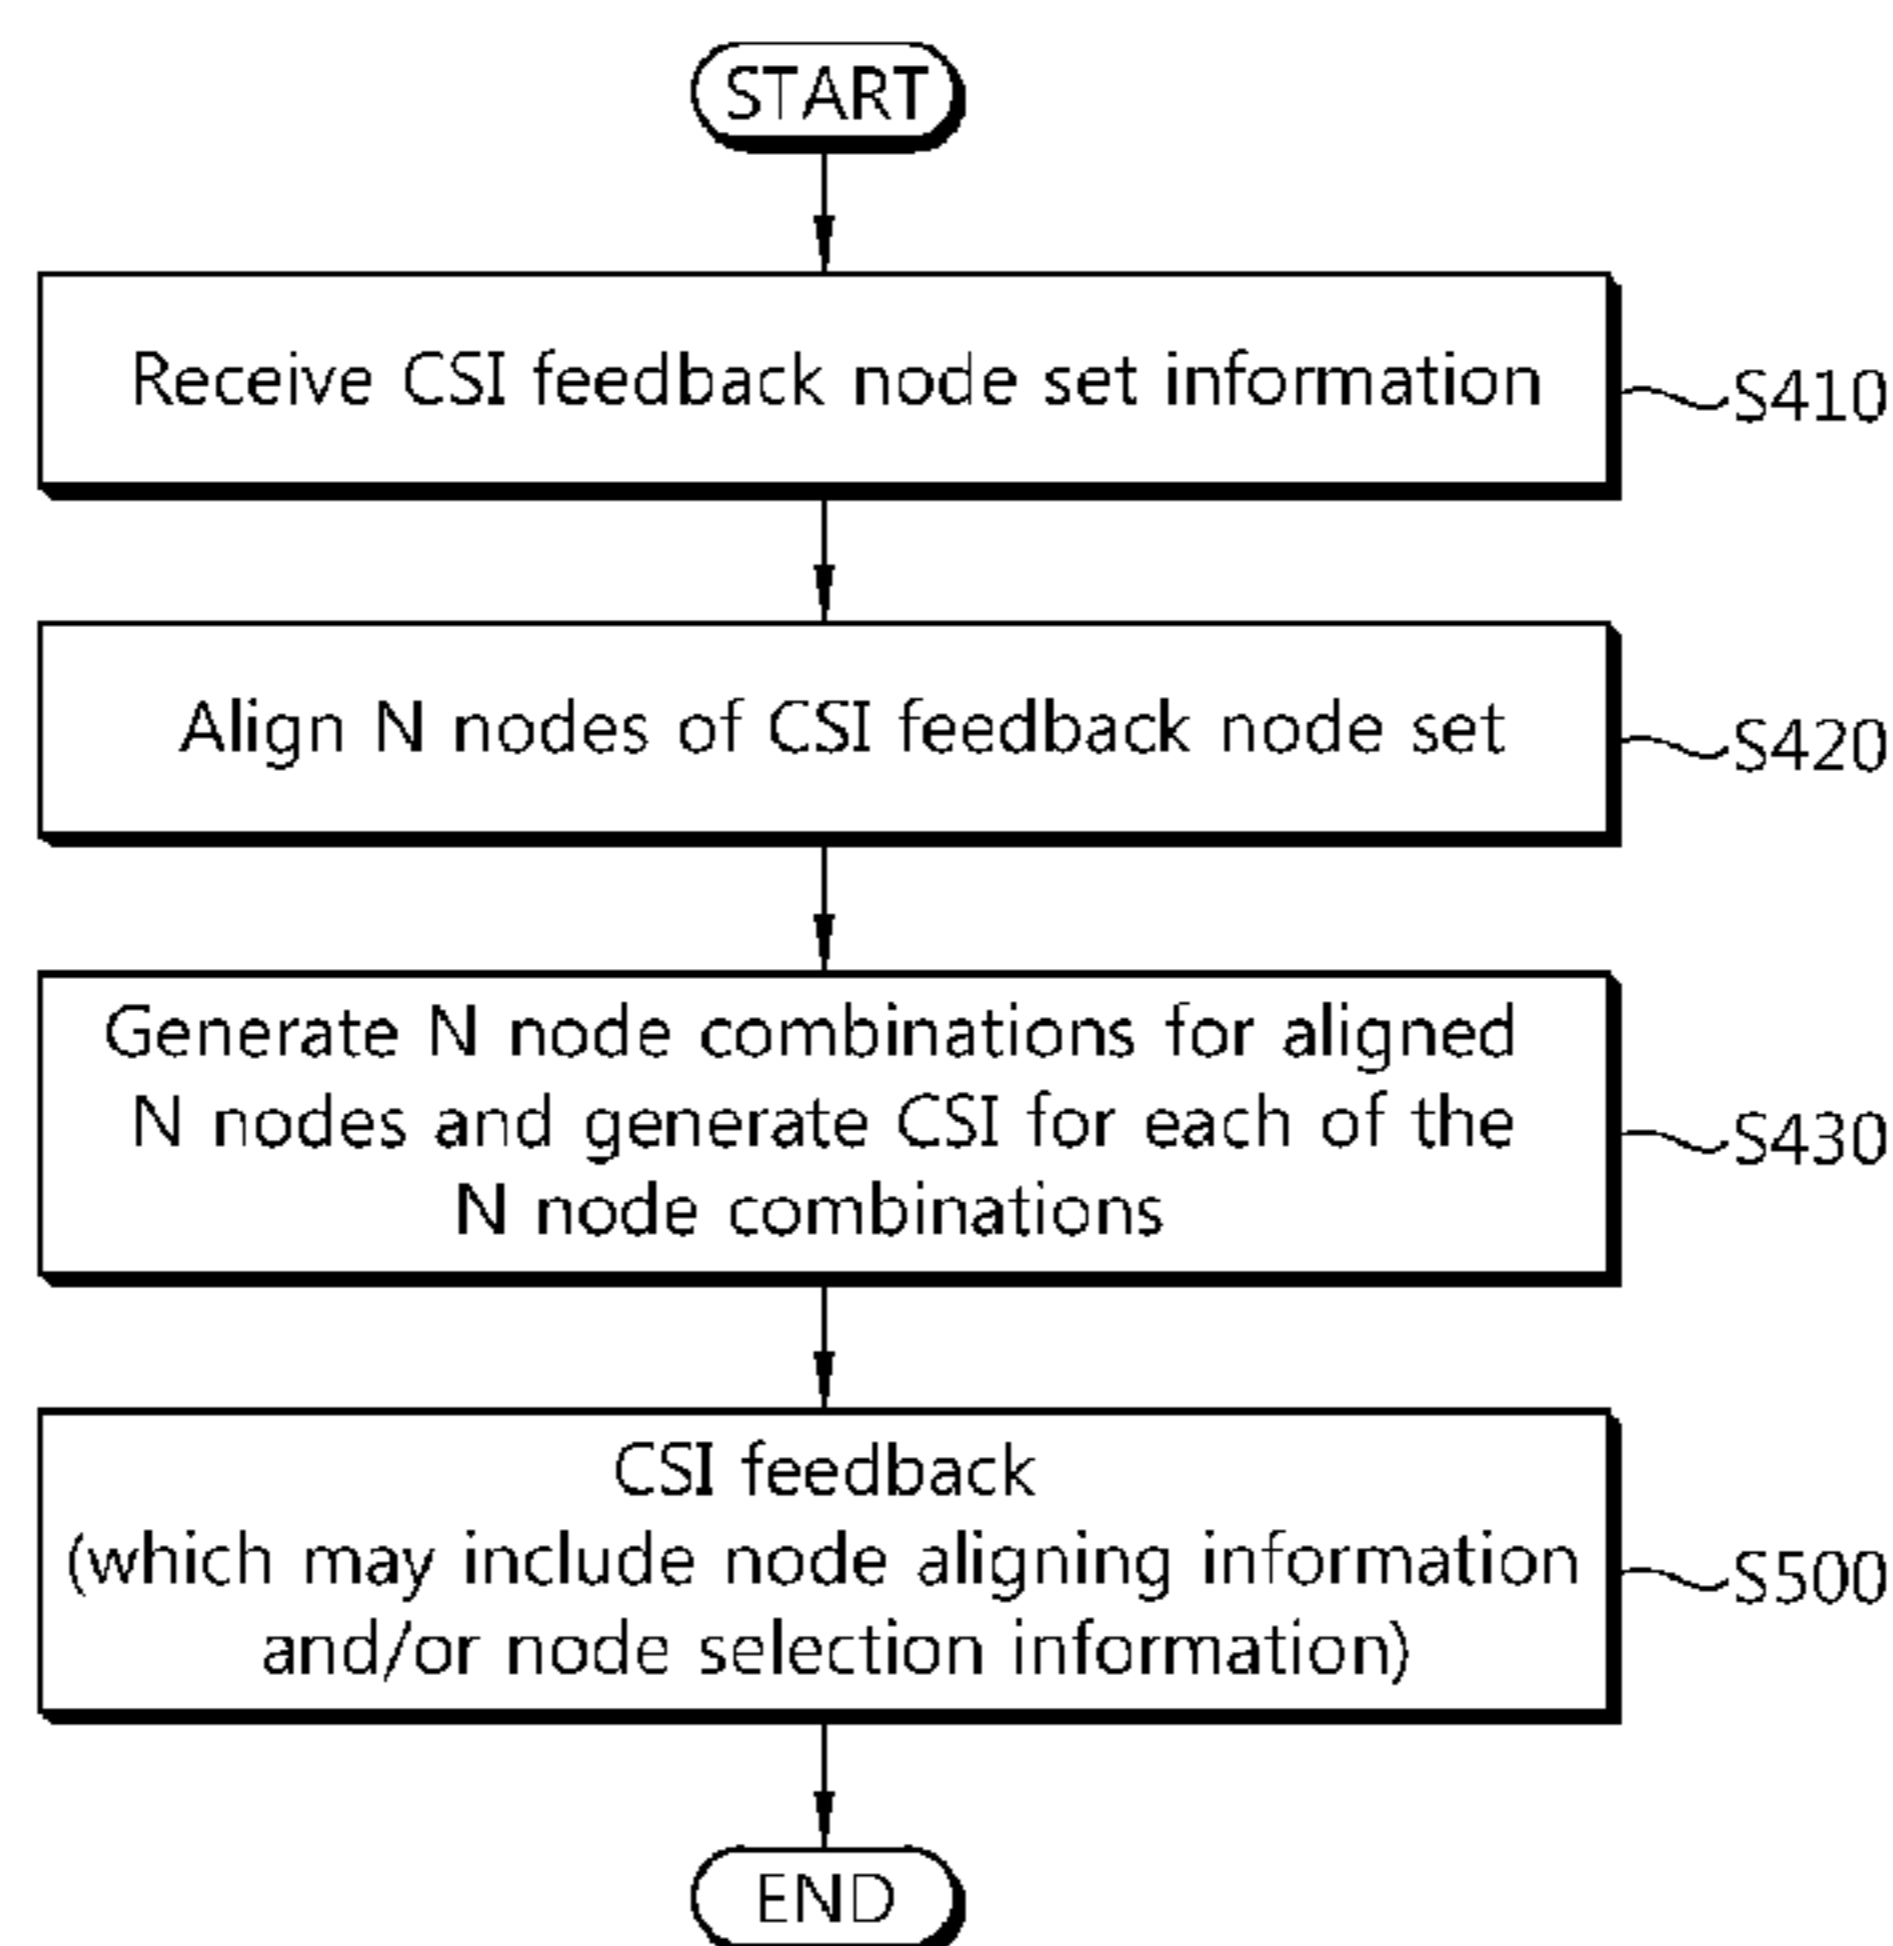 START
Receive CSI feedback node set information
S410
Align N nodes of CSI feedback node set
S420
Generate N node combinations for aligned
N nodes and generate CSI for each of the
N node combinations
S430
CSI feedback
(which may include node aligning information
and/or node selection information)
S500
END